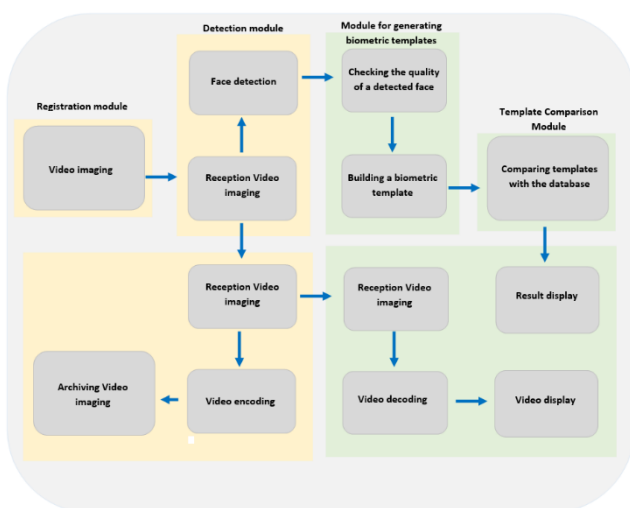 Detection module
Module for generating
biometric templates
Face detection
Checking the quality
of a detected face
Registration module
Template Comparison
Module
Video imaging
Reception Video
imaging
Building a biometric
template
Comparing templates
with the database
Reception Video
imaging
Reception Video
imaging
Result display
Archiving Video
imaging
Video encoding
Video decoding
Video display